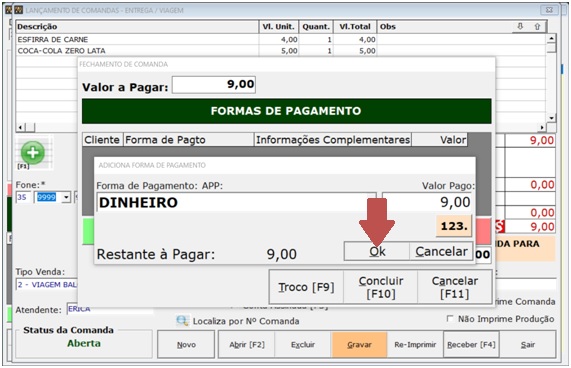 LANÇAMENTO DE COMANDAS - ENTREGA / VIAGEM
Descrição Vl. Unit. Quant. Vl.Total Obs
ESFIRRA DE CARNE 4,00 1 4,00
COCA-COLA ZERO LATA 5,00 1 5,00
FECHAMENTO DE COMANDA
Valor a Pagar: 9,00
FORMAS DE PAGAMENTO
Cliente Forma de Pagto Informações Complementares Valor
[F1]
9,00
ADICIONA FORMA DE PAGAMENTO
Forma de Pagamento: APP: Valor Pago:
Fone:*
35 9999
DINHEIRO 9,00
0,00
0,00
123.
S 9,00
Restante à Pagar: 9,00 Ok Cancelar
00
DA PARA
Tipo Venda:
2 - VIAGEM BAL
Troco [F9] Concluir [F10] Cancelar [F11]
Atendente: ERICA
rime Comanda
Localiza por Nº Comanda
Não Imprime Produção
Status da Comanda
Aberta
Novo Abrir [F2] Excluir Gravar Re-Imprimir Receber [F4] Sair